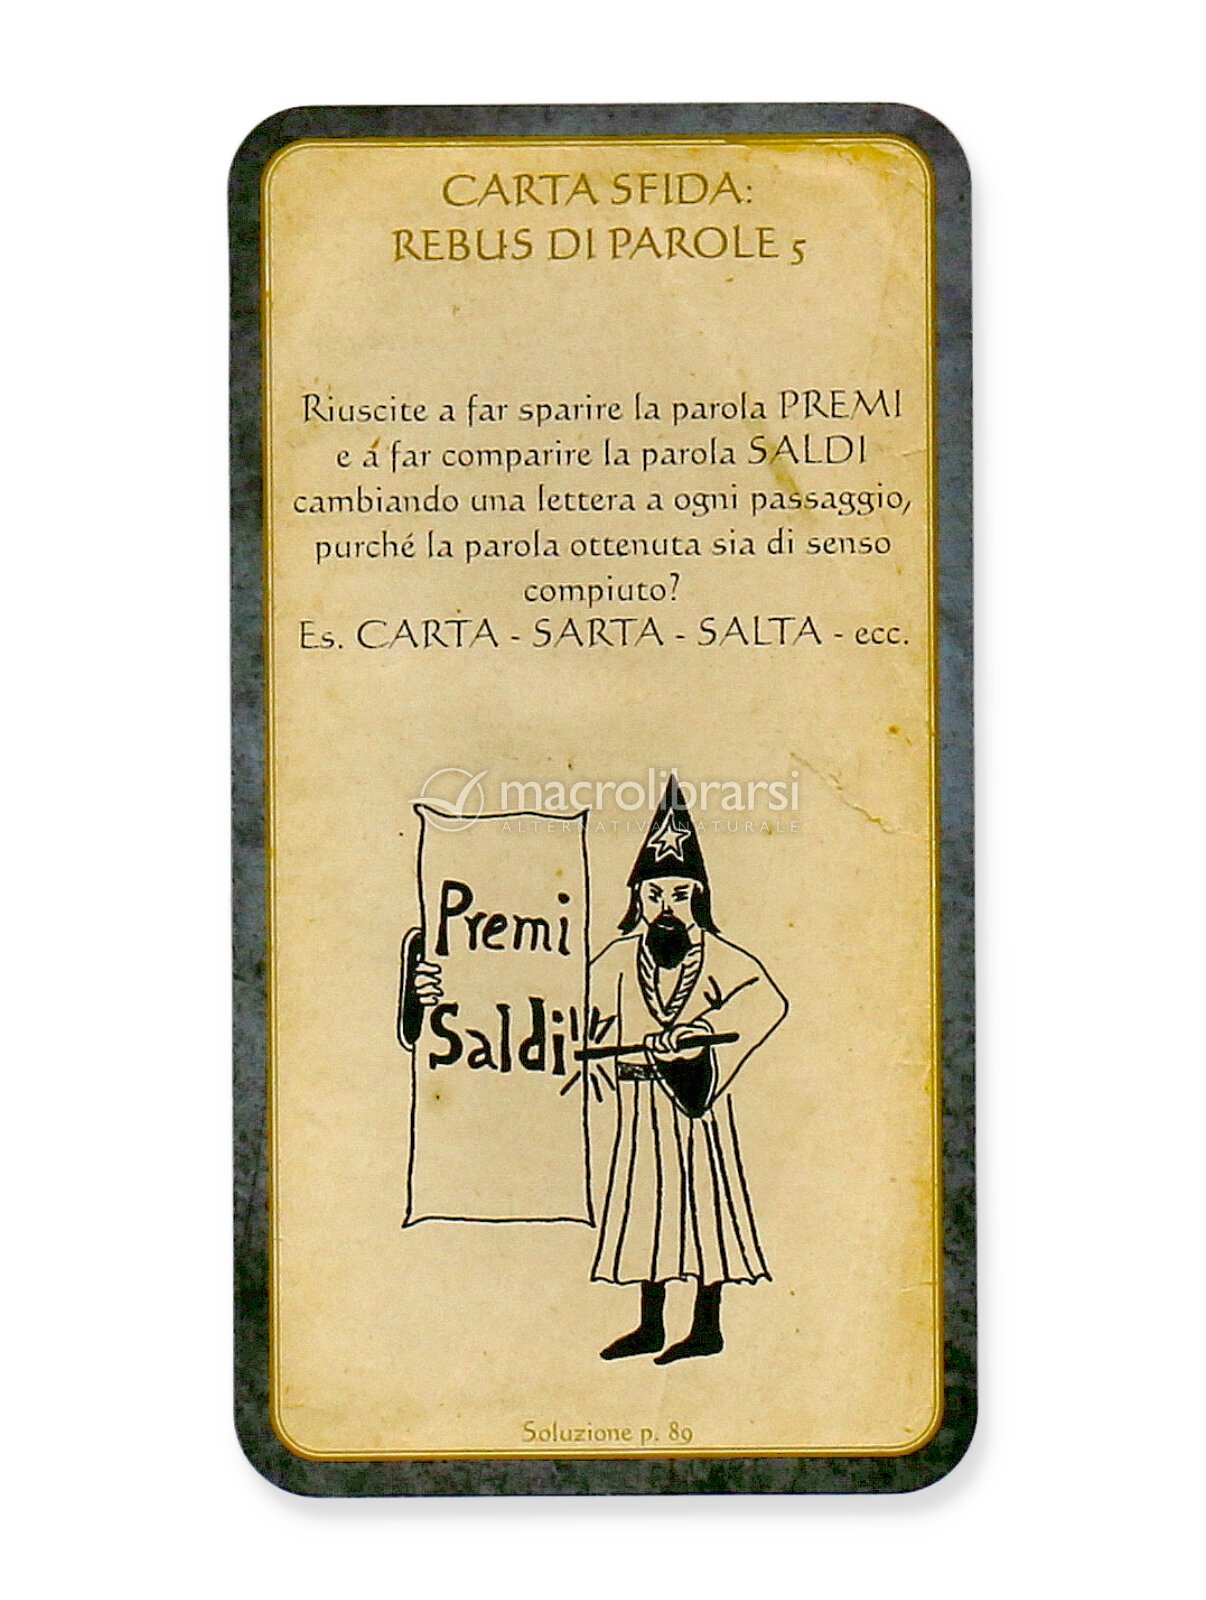 CARTA SFIDA:
REBUS DI PAROLE 5
Riuscite a far sparire la parola PREMI
e a far comparire la parola SALDI
cambiando una lettera a ogni passaggio,
purché la parola ottenuta sia di senso
compiuto?
Es. CARTA - SARTA - SALTA - ecc.
macrolibrarsi
ALTERNATIVA NATURALE
Premi
Saldi
Soluzione p. 89